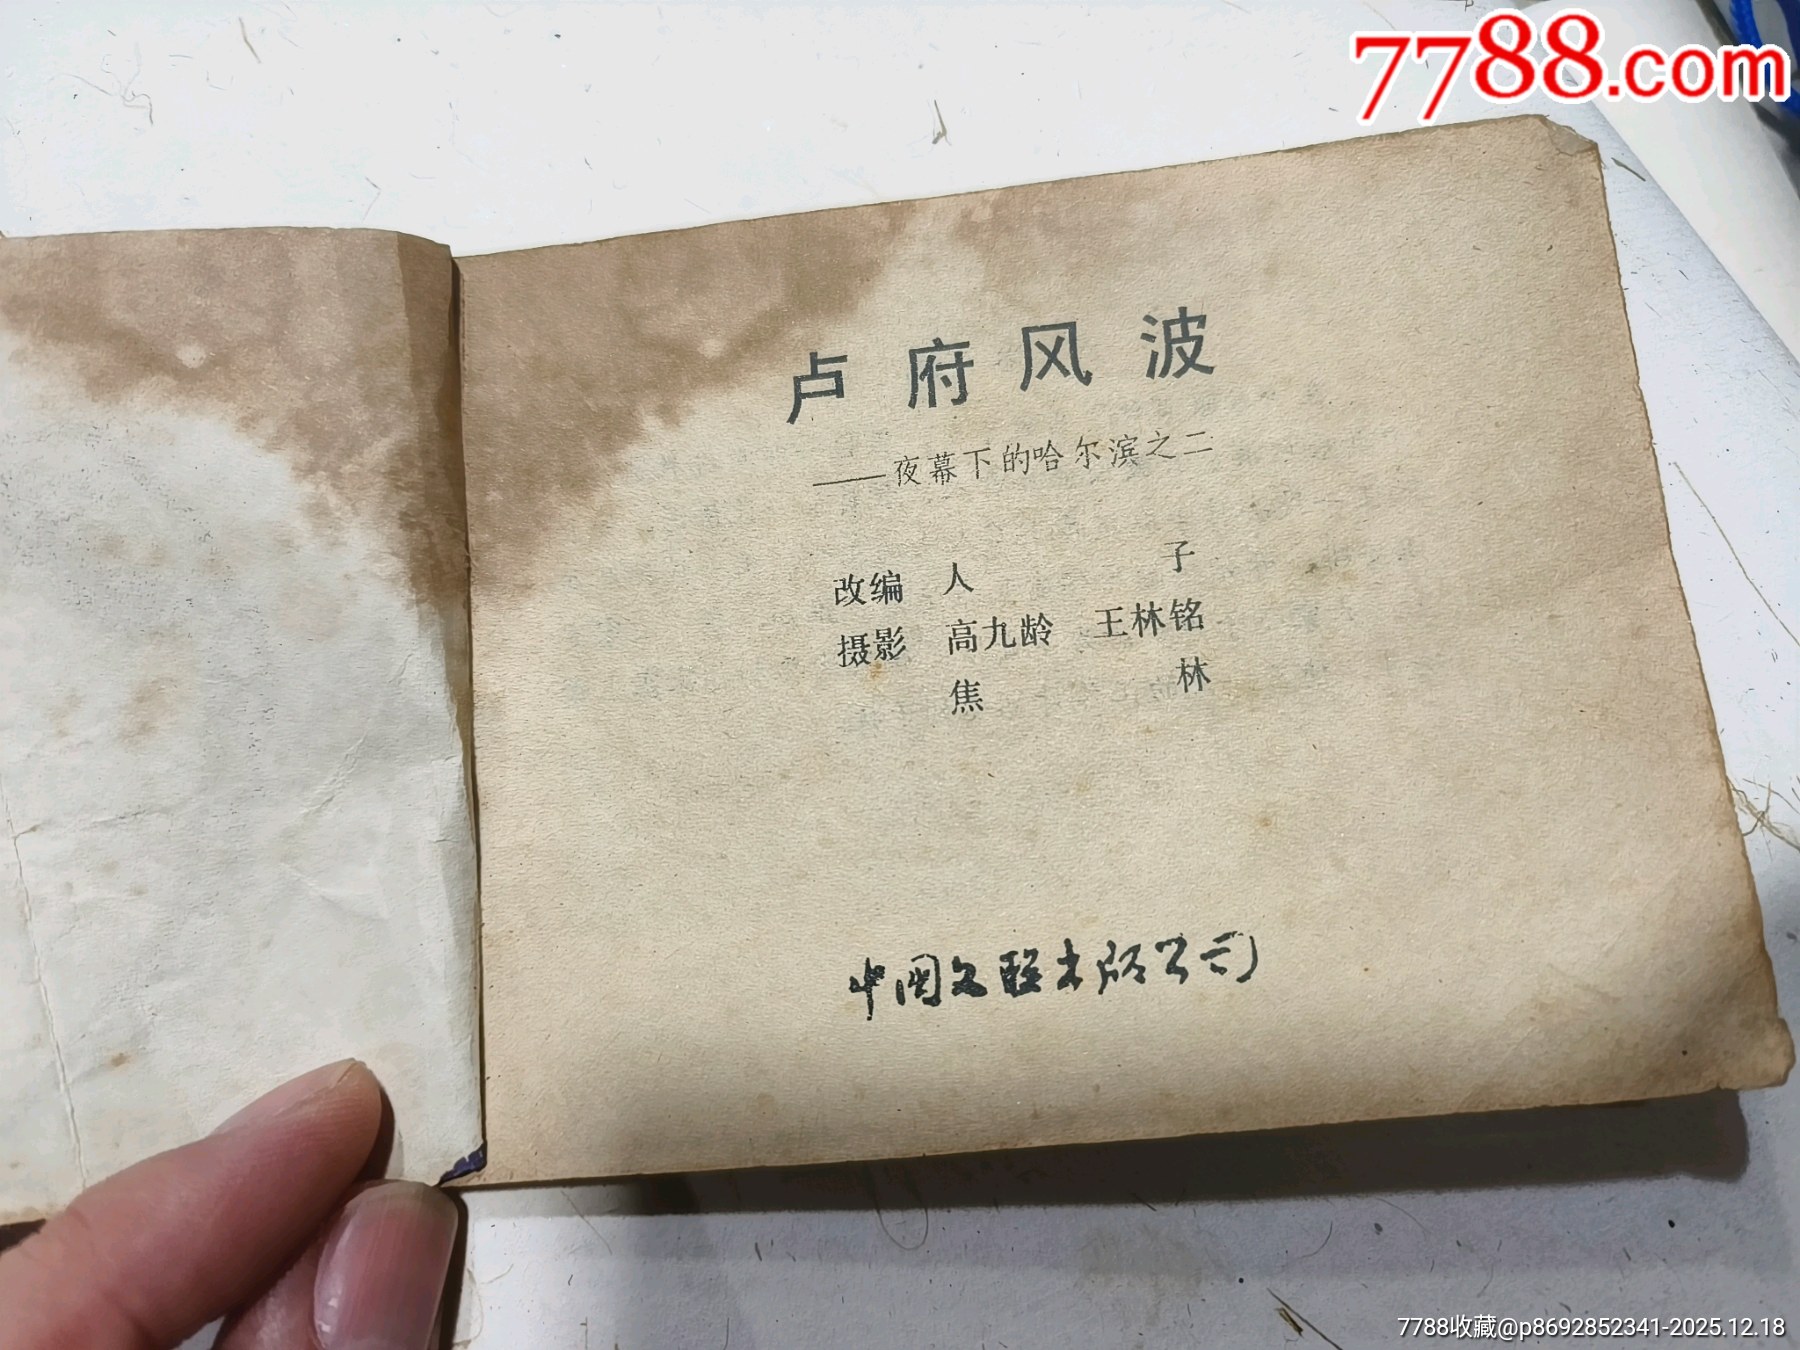 7788.com
卢府风波
——夜幕下的哈尔滨之二
改编 人 子
摄影 高九龄 王林铭
焦 林
中国文联出版公司
7788收藏@p8692852341-2025.12.18